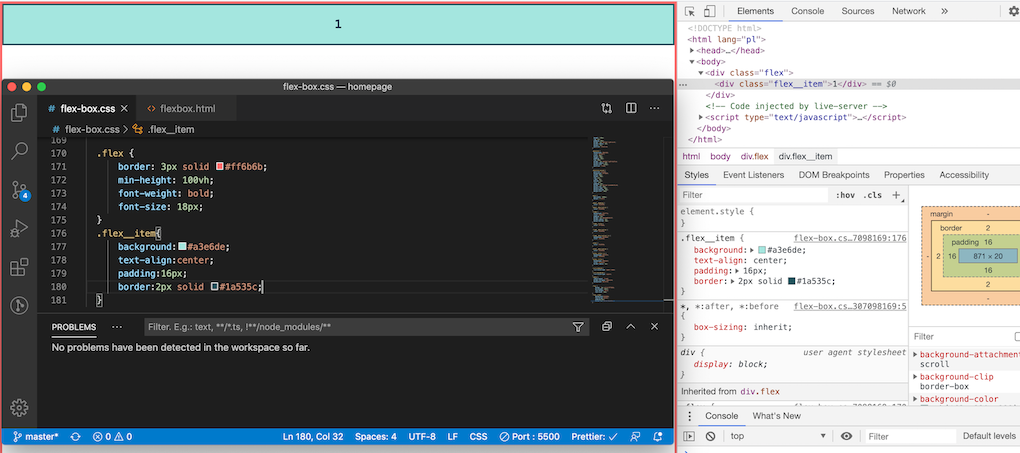 1
flex-box.css — homepage
# flex-box.css ×
<> flexbox.html
flex-box.css > .flex__item
169
170 .flex {
171 border: 3px solid #ff6b6b;
172 min-height: 100vh;
173 font-weight: bold;
174 font-size: 18px;
175 }
176 .flex__item{
177 background:#a3e6de;
178 text-align:center;
179 padding:16px;
180 border:2px solid #1a535c;
181 }
PROBLEMS ... Filter. E.g.: text, **/*.ts, !**/node_modules/**
No problems have been detected in the workspace so far.
4
master* 0 0 Ln 180, Col 32 Spaces: 4 UTF-8 LF CSS Port : 5500 Prettier: ✓
Elements Console Sources Network »
<!DOCTYPE html>
<html lang="pl">
▶<head>…</head>
▼<body>
▼<div class="flex">
... <div class="flex__item">1</div> == $0
</div>
<!-- Code injected by live-server -->
▶<script type="text/javascript">…</script>
</body>
</html>
html body div.flex div.flex__item
Styles Event Listeners DOM Breakpoints Properties Accessibility
Filter :hov .cls +
element.style {
}
.flex__item { flex-box.cs…7098169:176
background:▶ #a3e6de;
text-align: center;
padding:▶ 16px;
border:▶ 2px solid #1a535c;
}
*, *:after, *:before flex-box.cs…307098169:5
{
box-sizing: inherit;
}
div { user agent stylesheet
display: block;
}
Inherited from div.flex
margin -
border 2
padding 16
- 2 16 871 × 20
16
2
-
Filter
▶background-attachment
scroll
▶background-clip
border-box
▶background-color
Console What's New
top ▼ Filter Default levels